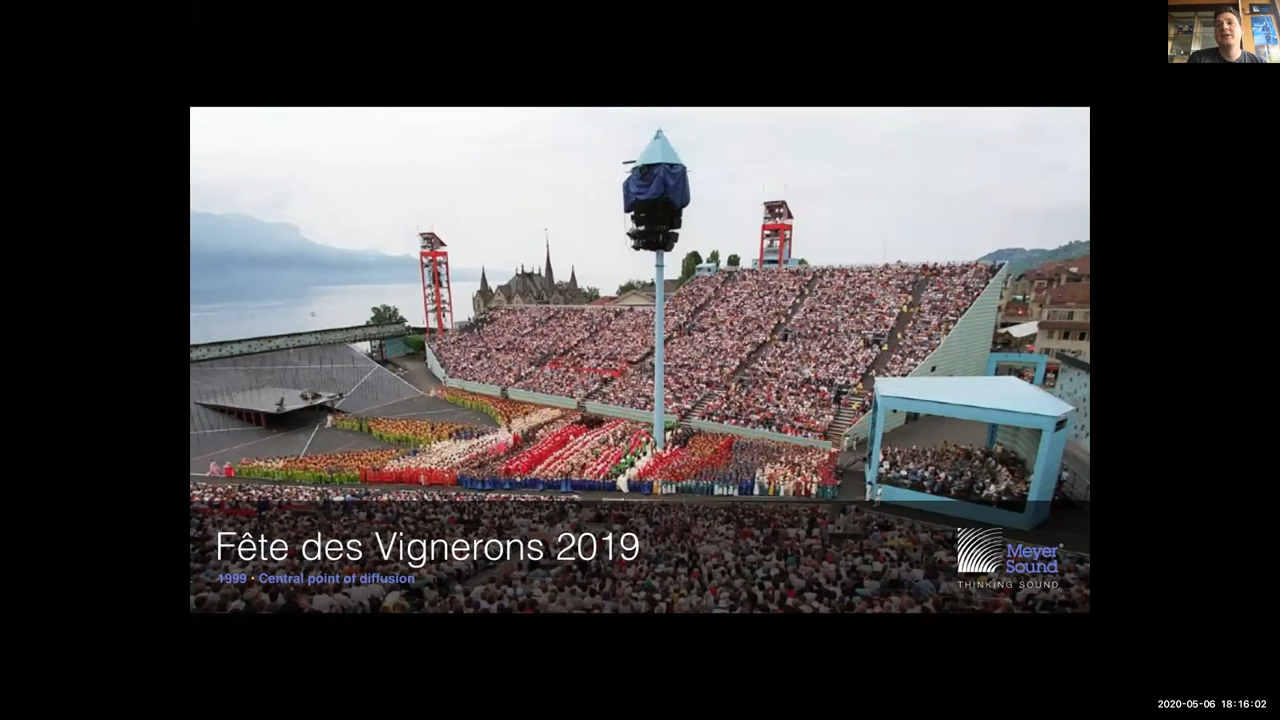 Fête des Vignerons 2019
1999 • Central point of diffusion
Meyer
Sound
THINKING SOUND
2020-05-06 18:16:02